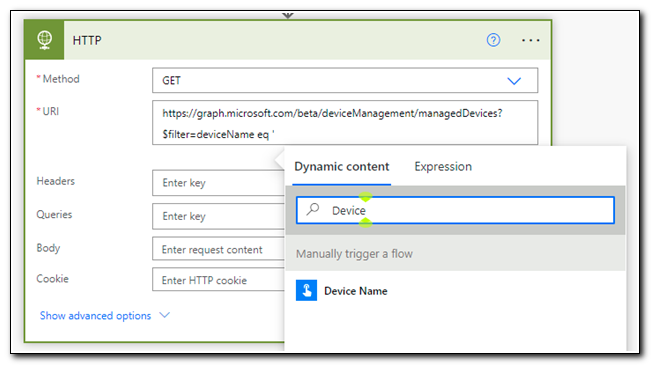 HTTP
? ...
* Method
GET
* URI
https://graph.microsoft.com/beta/deviceManagement/managedDevices?
$filter=deviceName eq '
Dynamic content Expression
Headers
Enter key
Device
Queries
Enter key
Manually trigger a flow
Body
Enter request content
Cookie
Enter HTTP cookie
Device Name
Show advanced options